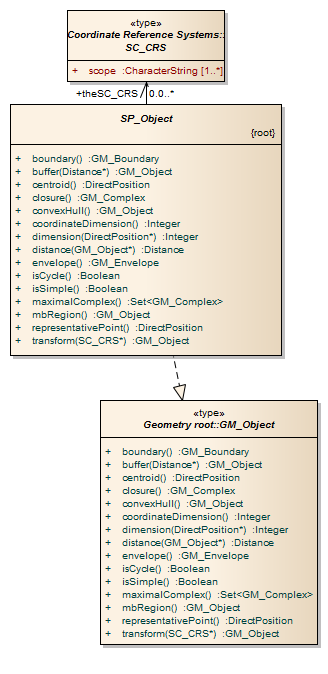 «type»
Coordinate Reference Systems::
SC_CRS
+ scope :CharacterString [1..*]
+theSC_CRS 0.0..*
SP_Object
{root}
+ boundary() :GM_Boundary
+ buffer(Distance*) :GM_Object
+ centroid() :DirectPosition
+ closure() :GM_Complex
+ convexHull() :GM_Object
+ coordinateDimension() :Integer
+ dimension(DirectPosition*) :Integer
+ distance(GM_Object*) :Distance
+ envelope() :GM_Envelope
+ isCycle() :Boolean
+ isSimple() :Boolean
+ maximalComplex() :Set<GM_Complex>
+ mbRegion() :GM_Object
+ representativePoint() :DirectPosition
+ transform(SC_CRS*) :GM_Object
«type»
Geometry root::GM_Object
+ boundary() :GM_Boundary
+ buffer(Distance*) :GM_Object
+ centroid() :DirectPosition
+ closure() :GM_Complex
+ convexHull() :GM_Object
+ coordinateDimension() :Integer
+ dimension(DirectPosition*) :Integer
+ distance(GM_Object*) :Distance
+ envelope() :GM_Envelope
+ isCycle() :Boolean
+ isSimple() :Boolean
+ maximalComplex() :Set<GM_Complex>
+ mbRegion() :GM_Object
+ representativePoint() :DirectPosition
+ transform(SC_CRS*) :GM_Object